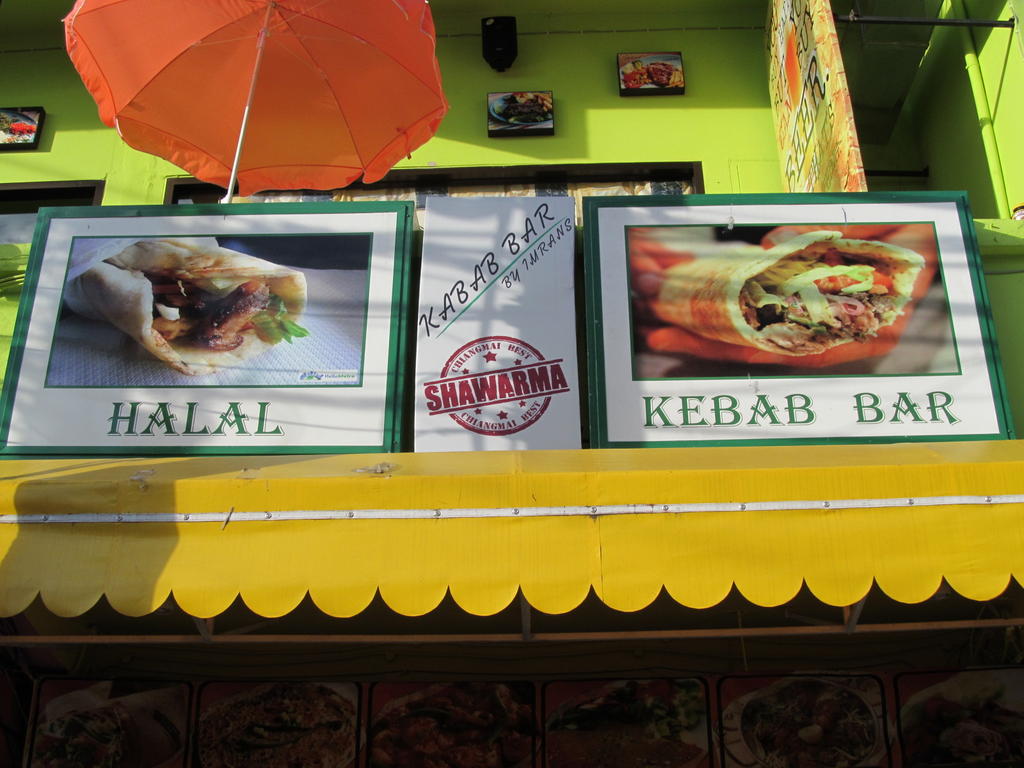 HALAL
KABAB BAR
BY IMRANS
CHIANGMAI BEST
SHAWARMA
CHIANGMAI BEST
KEBAB BAR